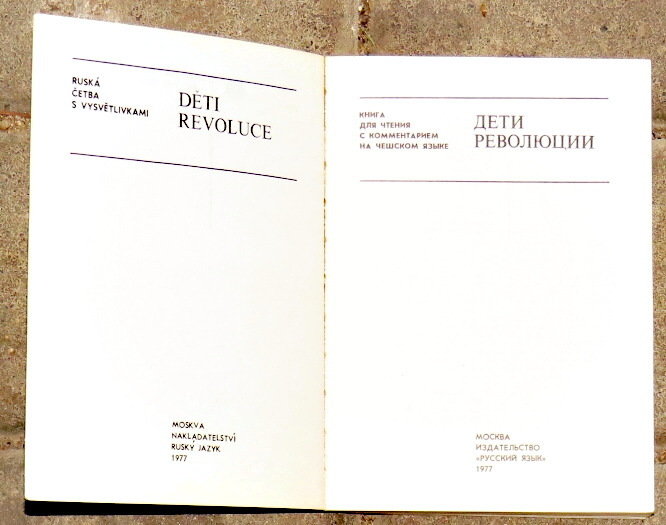 RUSKÁ
ČETBA
S VYSVĚTLIVKAMI
DĚTI
REVOLUCE
MOSKVA
NAKLADATELSTVÍ
RUSKÝ JAZYK
1977
КНИГА
ДЛЯ ЧТЕНИЯ
С КОММЕНТАРИЕМ
НА ЧЕШСКОМ ЯЗЫКЕ
ДЕТИ
РЕВОЛЮЦИИ
МОСКВА
ИЗДАТЕЛЬСТВО
«РУССКИЙ ЯЗЫК»
1977